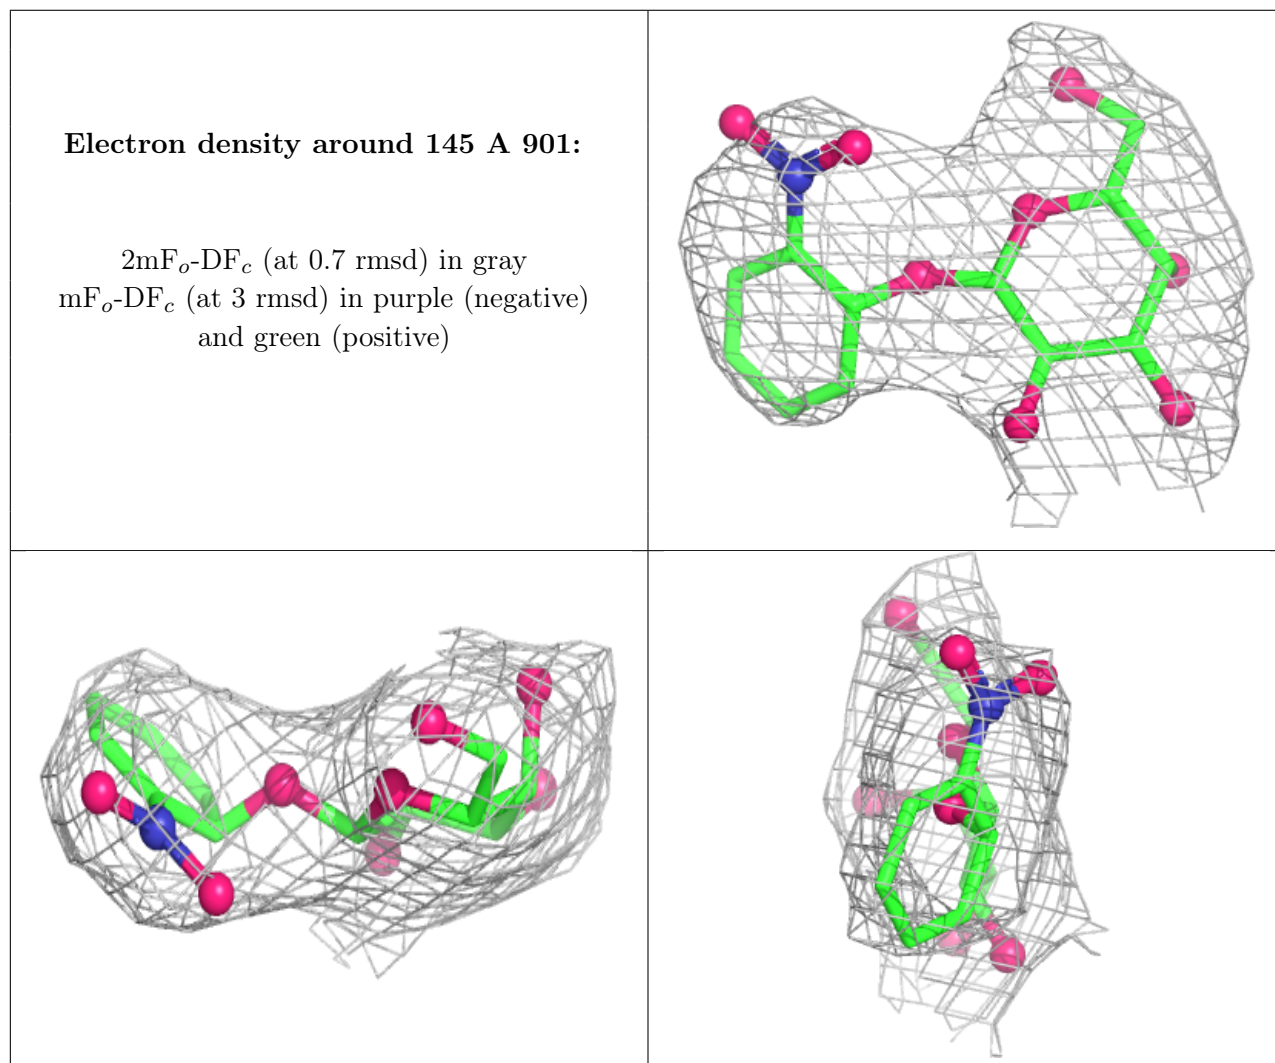 Electron density around 145 A 901:
2mFₒ-DF𝒸 (at 0.7 rmsd) in gray
mFₒ-DF𝒸 (at 3 rmsd) in purple (negative)
and green (positive)